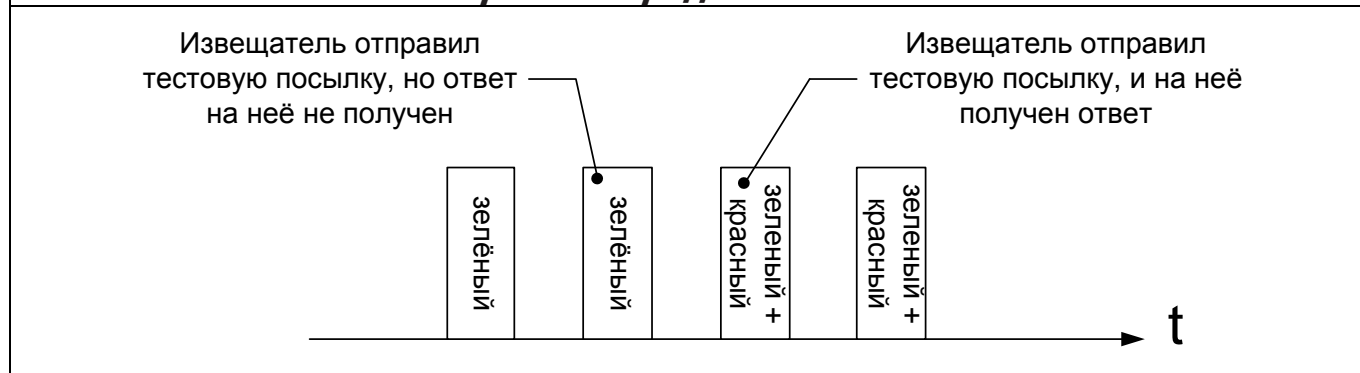 Извещатель отправил
тестовую посылку, но ответ
на неё не получен
Извещатель отправил
тестовую посылку, и на неё
получен ответ
зелёный
зелёный
зеленый +
красный
зеленый +
красный
t